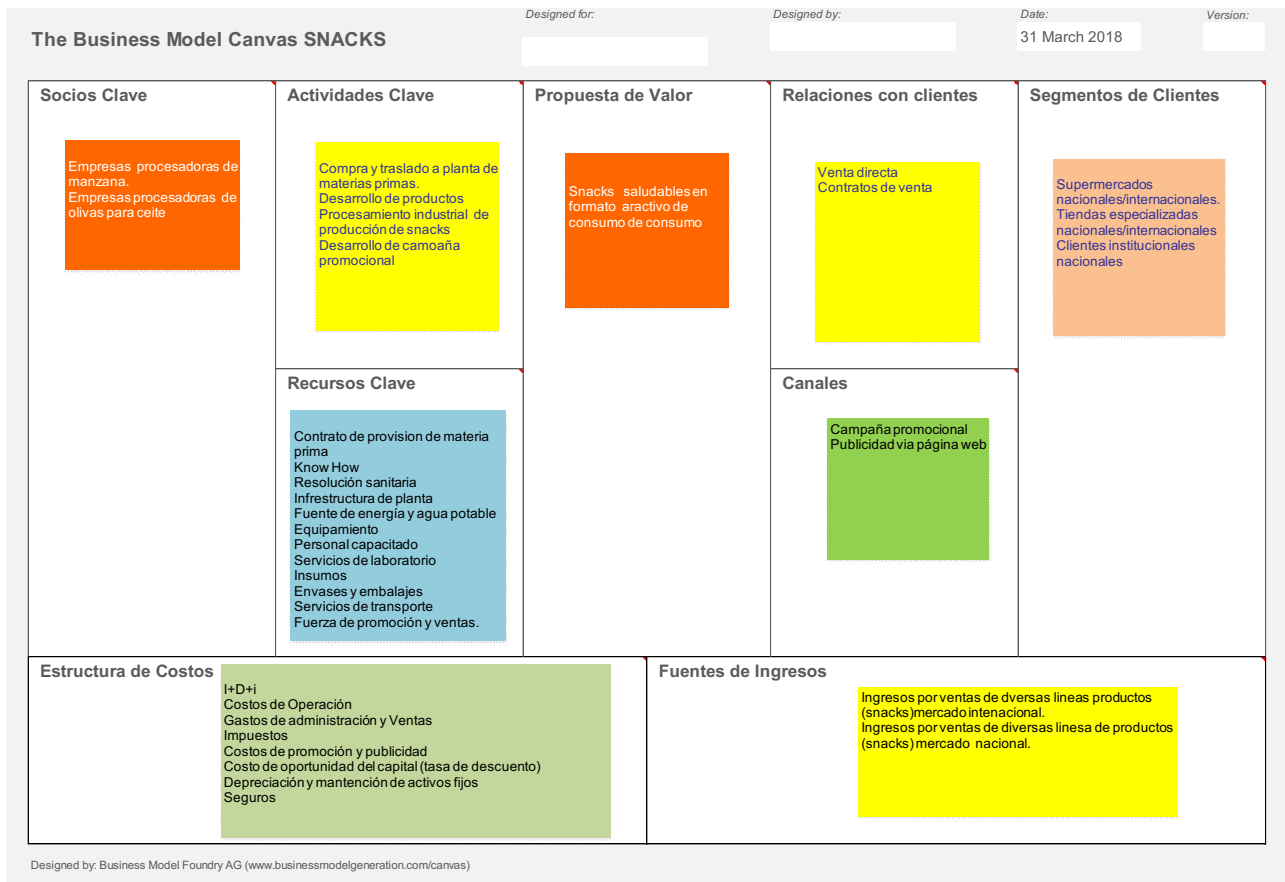 Designed for:
Designed by:
Date:
Version:
The Business Model Canvas SNACKS
31 March 2018
Socios Clave
Empresas procesadoras de
manzana.
Empresas procesadoras de
olivas para ceite
Actividades Clave
Compra y traslado a planta de
materias primas.
Desarrollo de productos
Procesamiento industrial de
producción de snacks
Desarrollo de camoaña
promocional
Recursos Clave
Contrato de provision de materia
prima
Know How
Resolución sanitaria
Infrestructura de planta
Fuente de energía y agua potable
Equipamiento
Personal capacitado
Servicios de laboratorio
Insumos
Envases y embalajes
Servicios de transporte
Fuerza de promoción y ventas.
Propuesta de Valor
Snacks saludables en
formato aractivo de
consumo de consumo
Relaciones con clientes
Venta directa
Contratos de venta
Canales
Campaña promocional
Publicidad via página web
Segmentos de Clientes
Supermercados
nacionales/internacionales.
Tiendas especializadas
nacionales/internacionales
Clientes institucionales
nacionales
Estructura de Costos
I+D+i
Costos de Operación
Gastos de administración y Ventas
Impuestos
Costos de promoción y publicidad
Costo de oportunidad del capital (tasa de descuento)
Depreciación y mantención de activos fijos
Seguros
Fuentes de Ingresos
Ingresos por ventas de dversas lineas productos
(snacks)mercado intenacional.
Ingresos por ventas de diversas linesa de productos
(snacks) mercado nacional.
Designed by: Business Model Foundry AG (www.businessmodelgeneration.com/canvas)